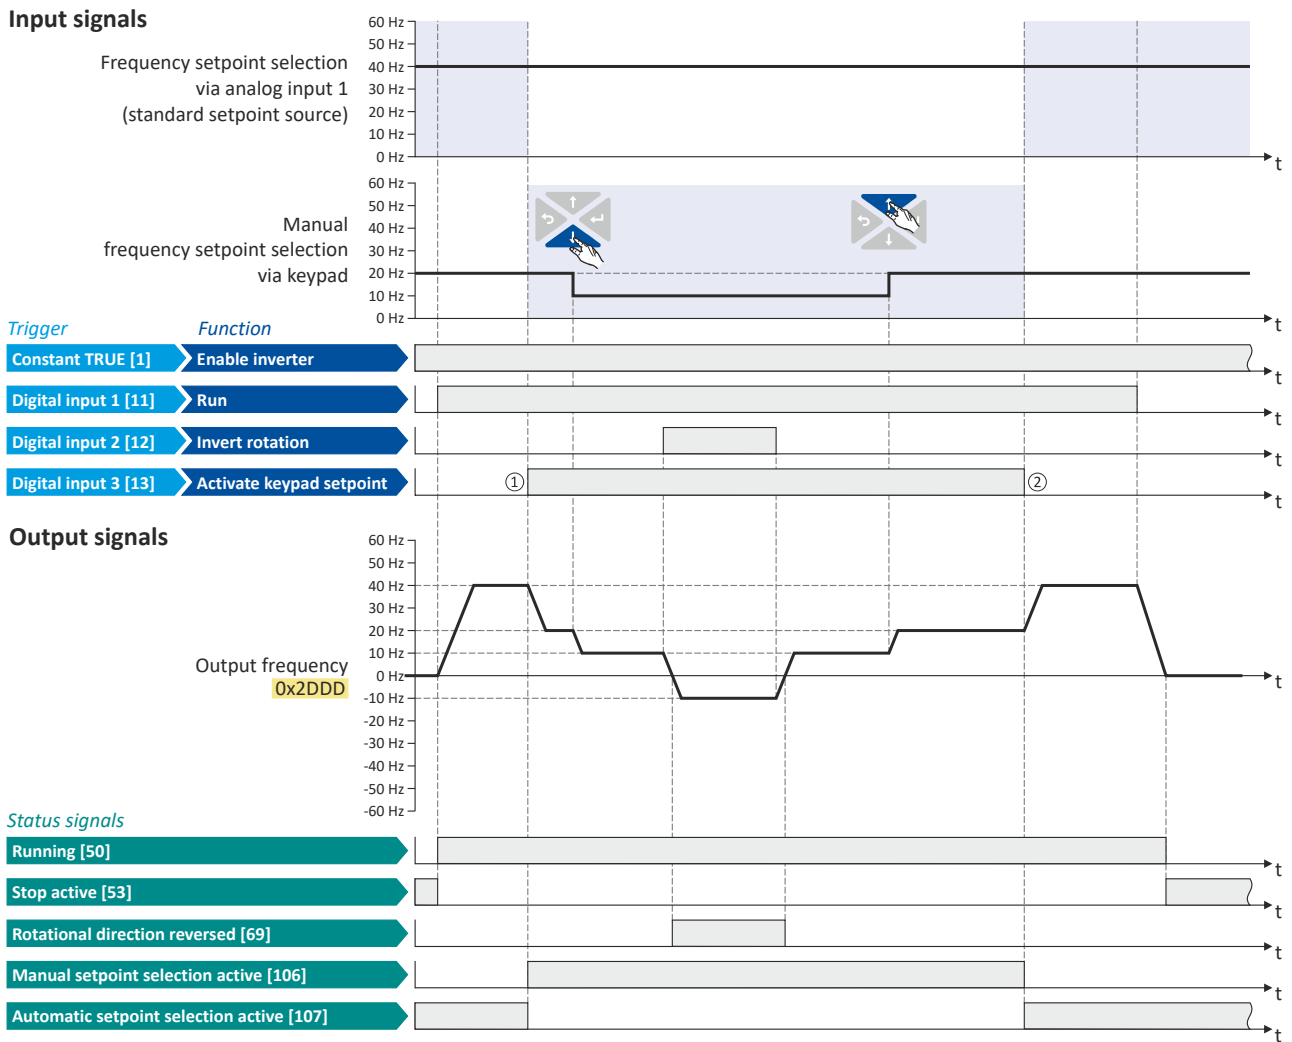 Input signals
Frequency setpoint selection
via analog input 1
(standard setpoint source)
60 Hz
50 Hz
40 Hz
30 Hz
20 Hz
10 Hz
0 Hz
t
Manual
frequency setpoint selection
via keypad
60 Hz
50 Hz
40 Hz
30 Hz
20 Hz
10 Hz
0 Hz
t
Trigger Function
Constant TRUE [1] Enable inverter
t
Digital input 1 [11] Run
t
Digital input 2 [12] Invert rotation
t
Digital input 3 [13] Activate keypad setpoint
① ②
t
Output signals
Output frequency
0x2DDD
60 Hz
50 Hz
40 Hz
30 Hz
20 Hz
10 Hz
0 Hz
-10 Hz
-20 Hz
-30 Hz
-40 Hz
-50 Hz
-60 Hz
t
Status signals
Running [50]
t
Stop active [53]
t
Rotational direction reversed [69]
t
Manual setpoint selection active [106]
t
Automatic setpoint selection active [107]
t